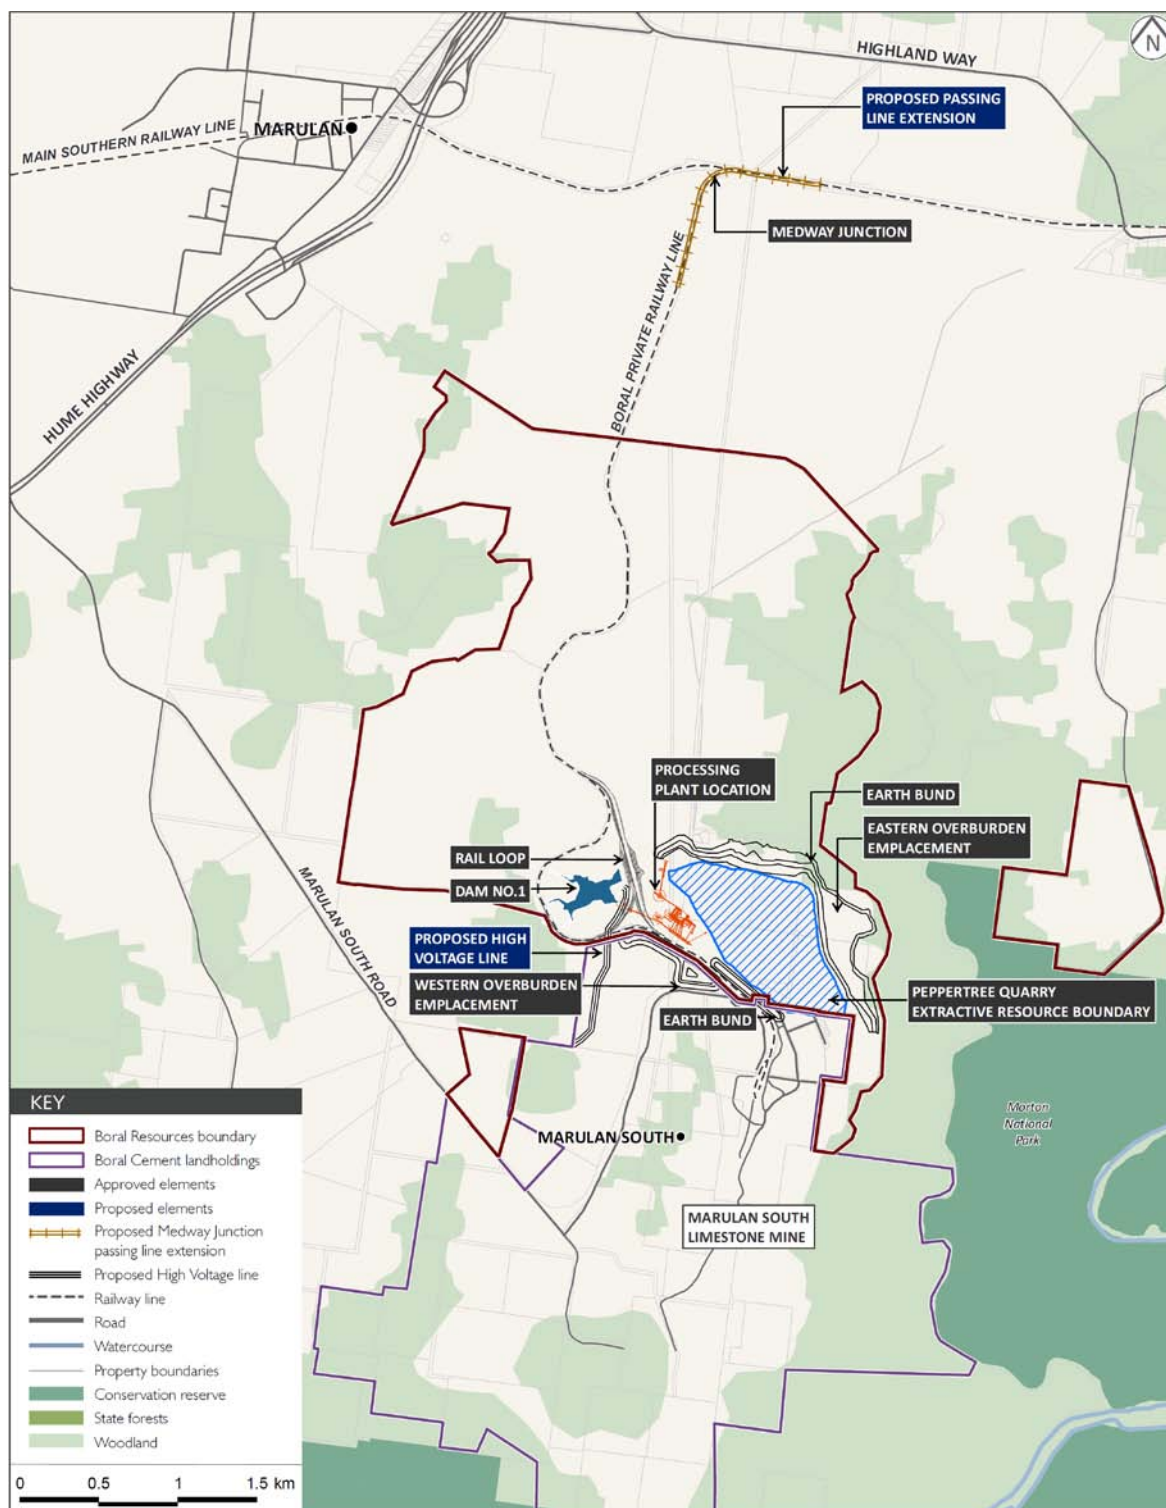 N
HIGHLAND WAY
PROPOSED PASSING
LINE EXTENSION
MARULAN
MAIN SOUTHERN RAILWAY LINE
MEDWAY JUNCTION
BORAL PRIVATE RAILWAY LINE
HUME HIGHWAY
PROCESSING
PLANT LOCATION
EARTH BUND
EASTERN OVERBURDEN
EMPLACEMENT
RAIL LOOP
DAM NO.1
MARULAN SOUTH ROAD
PROPOSED HIGH
VOLTAGE LINE
WESTERN OVERBURDEN
EMPLACEMENT
PEPPERTREE QUARRY
EXTRACTIVE RESOURCE BOUNDARY
EARTH BUND
Morton
National
Park
MARULAN SOUTH
MARULAN SOUTH
LIMESTONE MINE
KEY
Boral Resources boundary
Boral Cement landholdings
Approved elements
Proposed elements
Proposed Medway Junction
passing line extension
Proposed High Voltage line
Railway line
Road
Watercourse
Property boundaries
Conservation reserve
State forests
Woodland
0 0.5 1 1.5 km